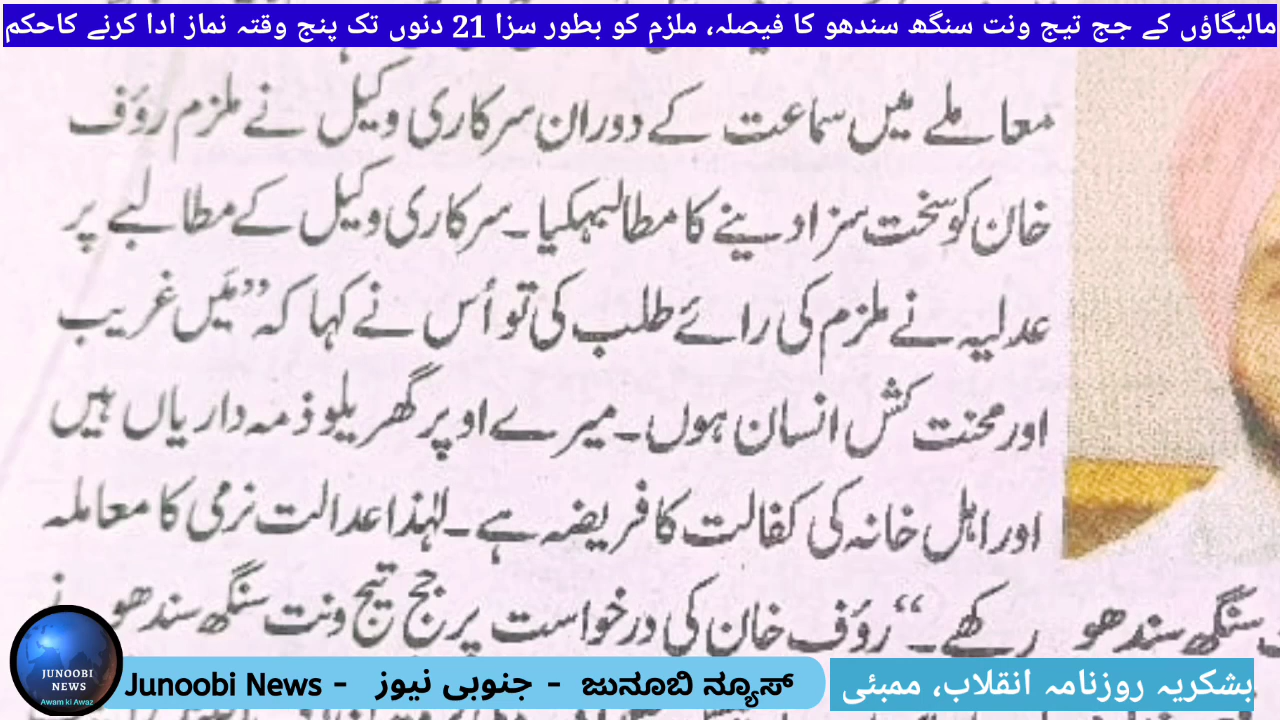 مالیگاؤں کے جج تیج ونت سنگھ سندھو کا فیصلہ، ملزم کو بطور سزا 21 دنوں تک پنج وقتہ نماز ادا کرنے کاحکم
معاملے میں سماعت کے دوران سرکاری وکیل نے ملزم رؤف
خان کو سخت سزا دینے کا مطالبہ کیا۔ سرکاری وکیل کے مطالبے پر
عدلیہ نے ملزم کی رائے طلب کی تو اُس نے کہا کہ ”میَں غریب
اور محنت کش انسان ہوں۔ میرے اوپر گھریلو ذمہ داریاں ہیں
اور اہل خانہ کی کفالت کا فریضہ ہے۔ لہٰذا عدالت نرمی کا معاملہ
رکھے۔“ رؤف خان کی درخواست پر جج تیج ونت سنگھ سندھو نے
سنگھ سندھو
JUNOOBI
NEWS
Awam ki Awaz
Junoobi News - جنوبی نیوز - ಜುನೂಬಿ ನ್ಯೂಸ್
بشکریہ روزنامہ انقلاب، ممبئی